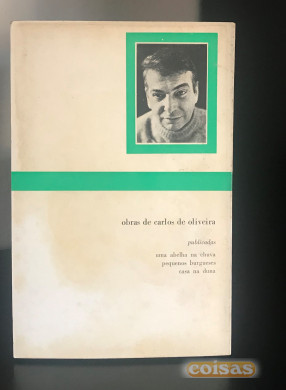 obras de carlos de oliveira
publicadas
uma abelha na chuva
pequenos burgueses
casa na duna
coisas